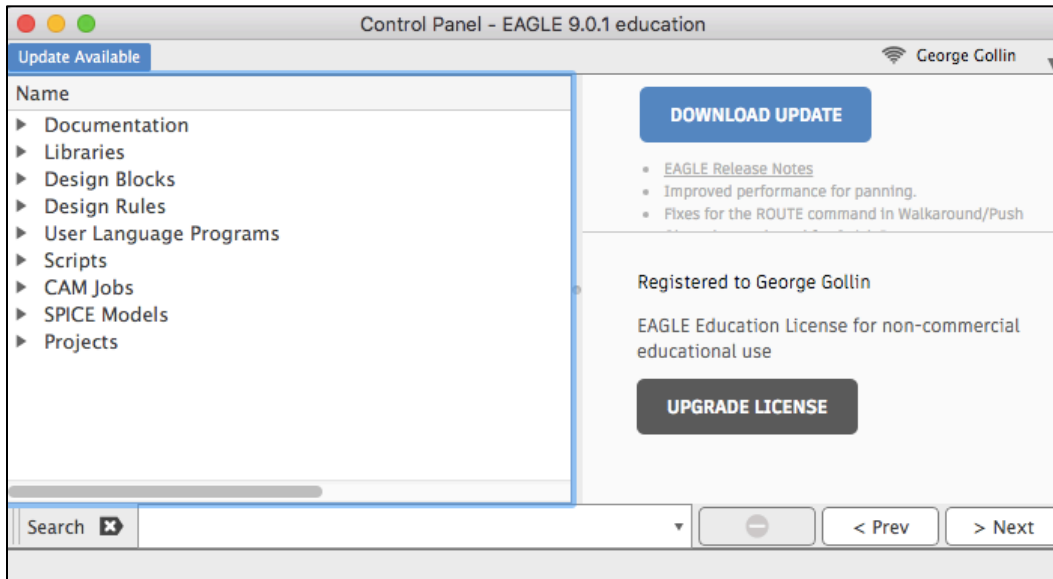 Control Panel - EAGLE 9.0.1 education
Update Available
George Gollin
Name
Documentation
Libraries
Design Blocks
Design Rules
User Language Programs
Scripts
CAM Jobs
SPICE Models
Projects
DOWNLOAD UPDATE
EAGLE Release Notes
Improved performance for panning.
Fixes for the ROUTE command in Walkaround/Push
Registered to George Gollin
EAGLE Education License for non-commercial
educational use
UPGRADE LICENSE
Search
< Prev
> Next